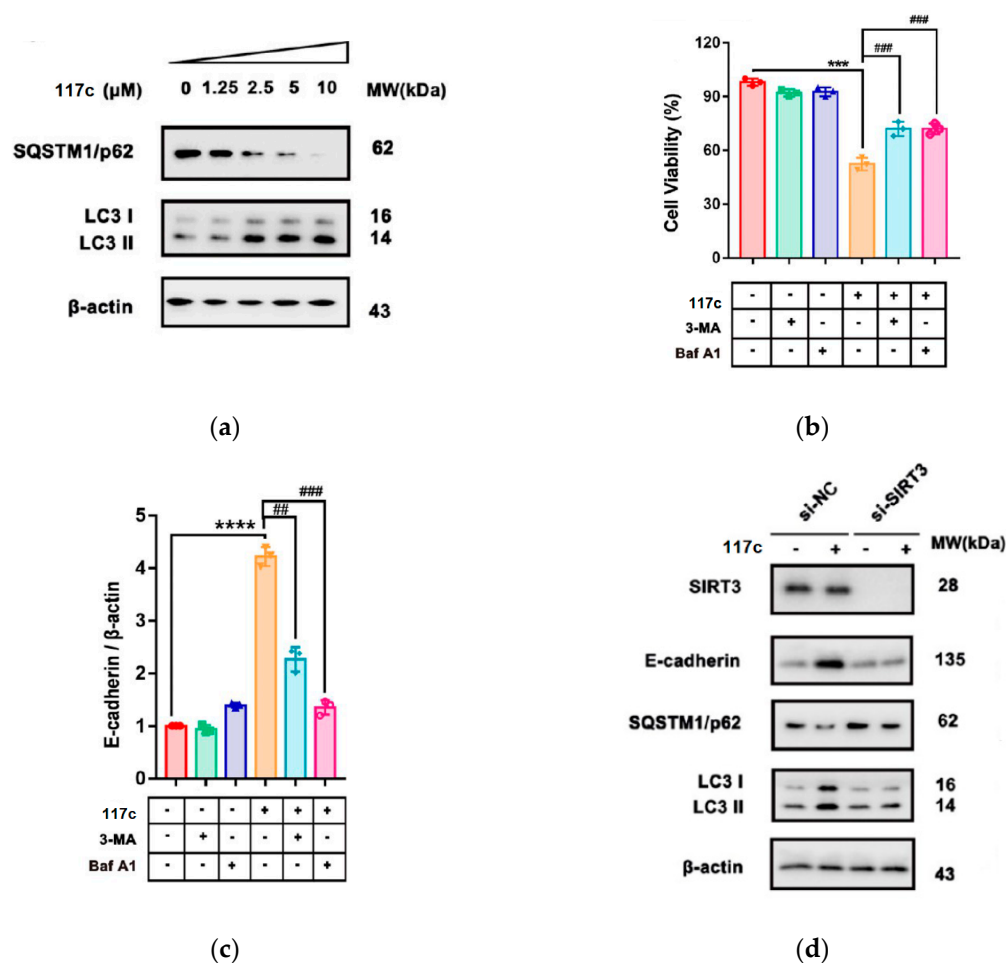 117c (μM) 0 1.25 2.5 5 10 MW(kDa)
SQSTM1/p62 62
LC3 I 16
LC3 II 14
β-actin 43
(a)
###
###
***
120
90
60
30
0
Cell Viability (%)
117c - - - + + +
3-MA - + - - + -
Baf A1 - - + - - +
(b)
###
##
****
5
4
3
2
1
0
E-cadherin / β-actin
117c - - - + + +
3-MA - + - - + -
Baf A1 - - + - - +
(c)
si-NC si-SIRT3
117c - + - + MW(kDa)
SIRT3 28
E-cadherin 135
SQSTM1/p62 62
LC3 I 16
LC3 II 14
β-actin 43
(d)